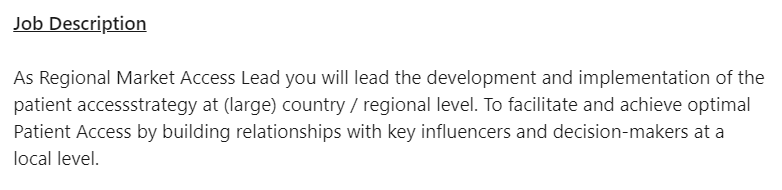 Job Description
As Regional Market Access Lead you will lead the development and implementation of the
patient accessstrategy at (large) country / regional level. To facilitate and achieve optimal
Patient Access by building relationships with key influencers and decision-makers at a
local level.